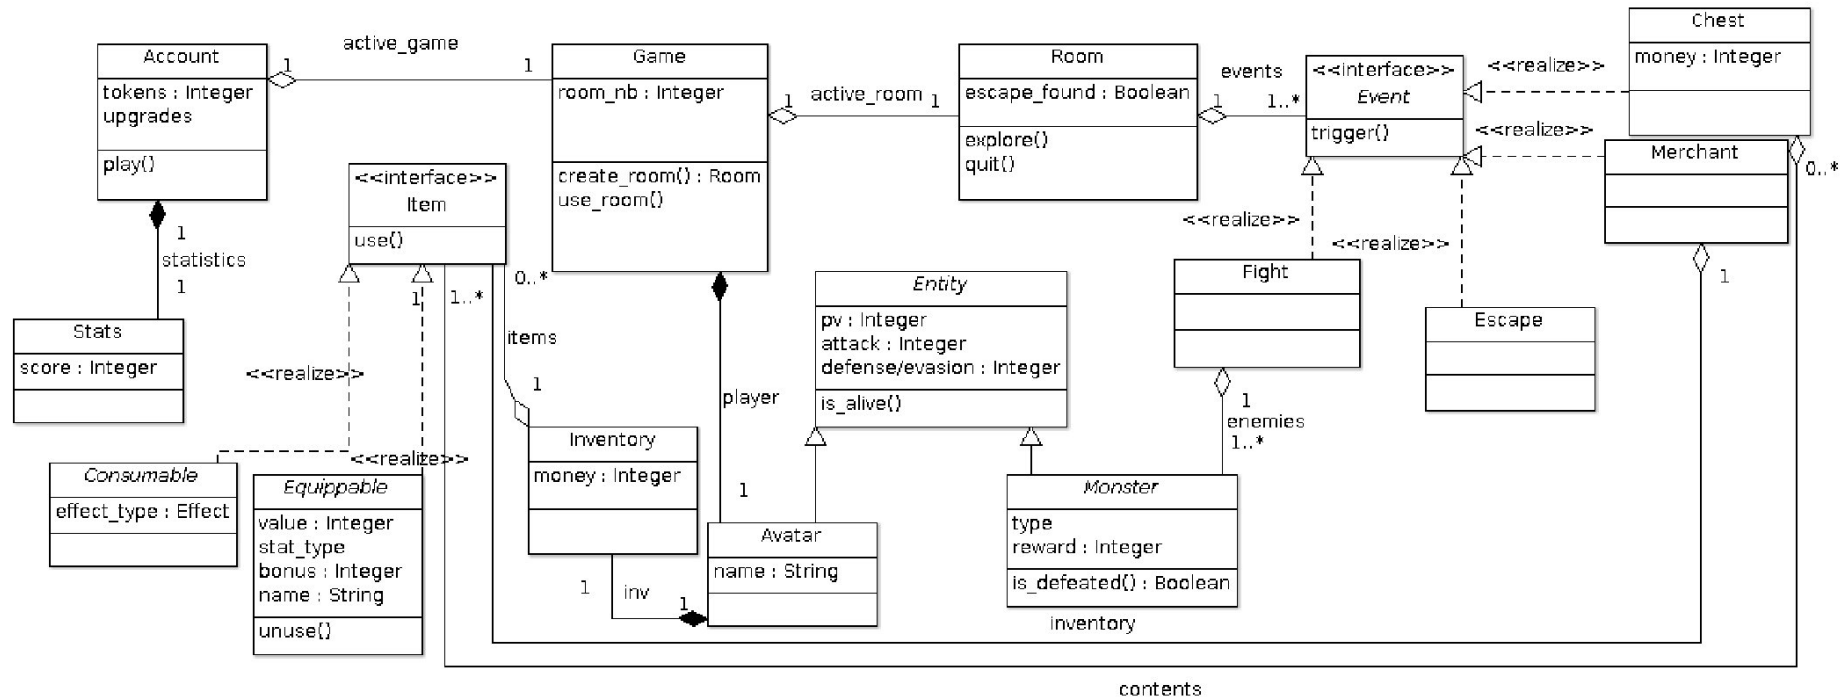 Account
tokens : Integer
upgrades
play()
1
active_game
1
Game
room_nb : Integer
create_room() : Room
use_room()
1
active_room
1
Room
escape_found : Boolean
explore()
quit()
events
1
1..*
<<interface>>
Event
trigger()
<<realize>>
<<realize>>
Chest
money : Integer
0..*
Merchant
1
<<interface>>
Item
use()
1
statistics
1
Stats
score : Integer
1
1..*
0..*
items
1
<<realize>>
<<realize>>
Consumable
effect_type : Effect
Equippable
value : Integer
stat_type
bonus : Integer
name : String
unuse()
Inventory
money : Integer
1
inv
1
player
1
Avatar
name : String
Entity
pv : Integer
attack : Integer
defense/evasion : Integer
is_alive()
Monster
type
reward : Integer
is_defeated() : Boolean
<<realize>>
<<realize>>
Fight
1
enemies
1..*
Escape
inventory
contents